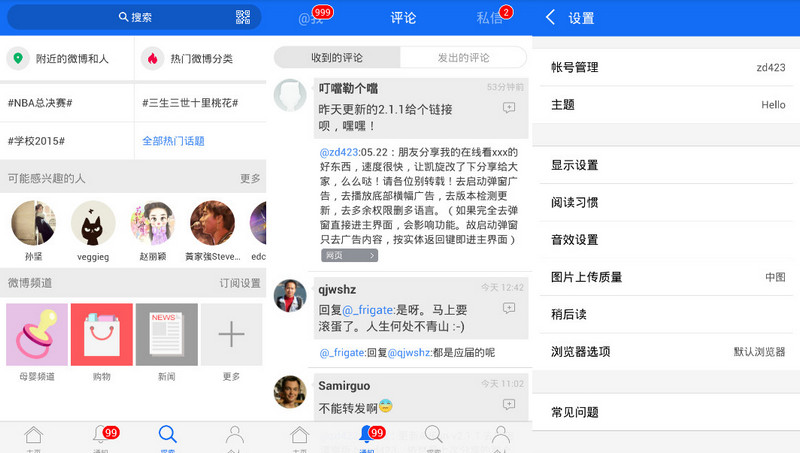 搜索
附近的微博和人
热门微博分类
#NBA总决赛#
#三生三世十里桃花#
#学校2015#
全部热门话题
可能感兴趣的人
更多
孙坚
veggieg
赵丽颖
黃家強Steve...
edc
微博频道
订阅设置
NEWS
母婴频道
购物
新闻
更多
主页
99
通知
搜索
个人
@我
999
评论
私信
2
收到的评论
发出的评论
叮噹勒个噹
53分钟前
昨天更新的2.1.1给个链接
呗，嘿嘿！
@zd423:05.22：朋友分享我的在线看xxx的
好东西，速度很快，让凯旋改了下分享给大
家，么么哒！请各位别转载！去启动弹窗广
告，去播放底部横幅广告，去版本检测更
新，去多余权限删多语言。（如果完全去弹
窗直接进主界面，会影响功能。故启动弹窗
只去广告内容，按实体返回键即进主界面）
网页
qjwshz
今天 12:42
回复@_frigate:是呀。马上要
滚蛋了。人生何处不青山 :-)
@_frigate:回复@qjwshz:都是应届的呢
Samirguo
今天 11:02
不能转发啊
主页
99
通知
搜索
个人
设置
帐号管理
zd423
主题
Hello
显示设置
阅读习惯
音效设置
图片上传质量
中图
稍后读
浏览器选项
默认浏览器
常见问题